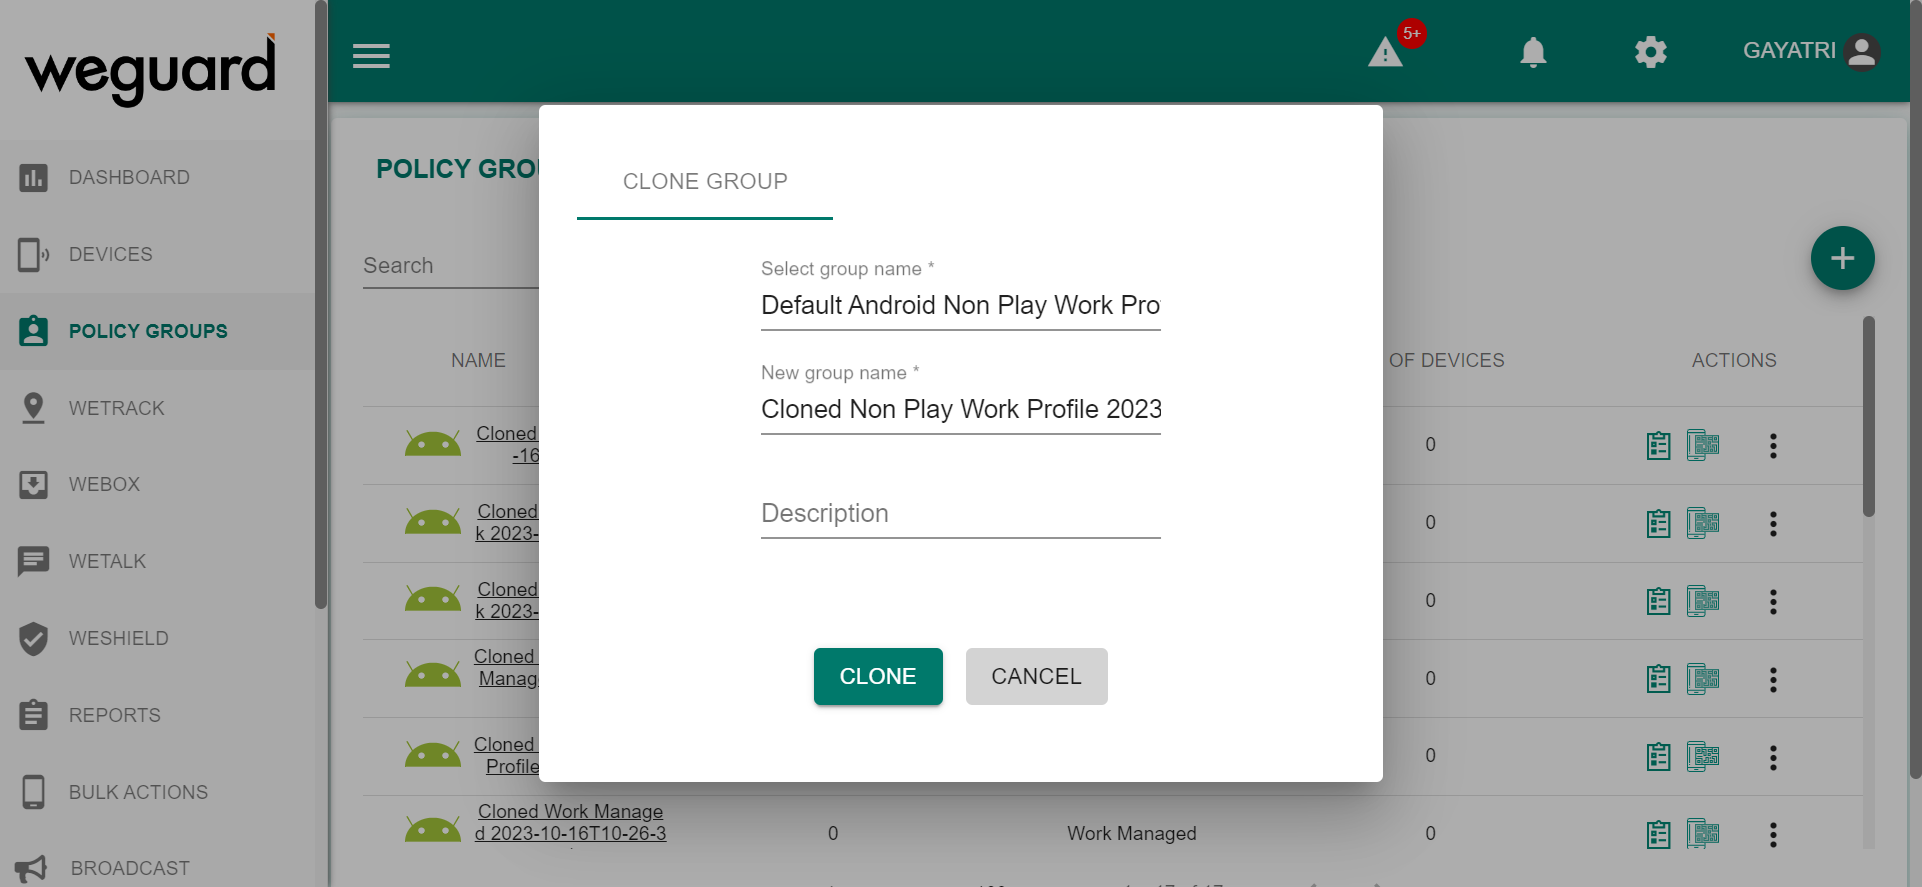 weguard
5+
GAYATRI
DASHBOARD
DEVICES
POLICY GROUPS
WETRACK
WEBOX
WETALK
WESHIELD
REPORTS
BULK ACTIONS
BROADCAST
POLICY GROU
Search
NAME
OF DEVICES
ACTIONS
Cloned
-16
0
Cloned
k 2023-
0
Cloned
k 2023-
0
Cloned
Manag
0
Cloned
Profile
0
Cloned Work Manage
d 2023-10-16T10-26-3
0
Work Managed
0
CLONE GROUP
Select group name *
Default Android Non Play Work Pro
New group name *
Cloned Non Play Work Profile 2023
Description
CLONE
CANCEL